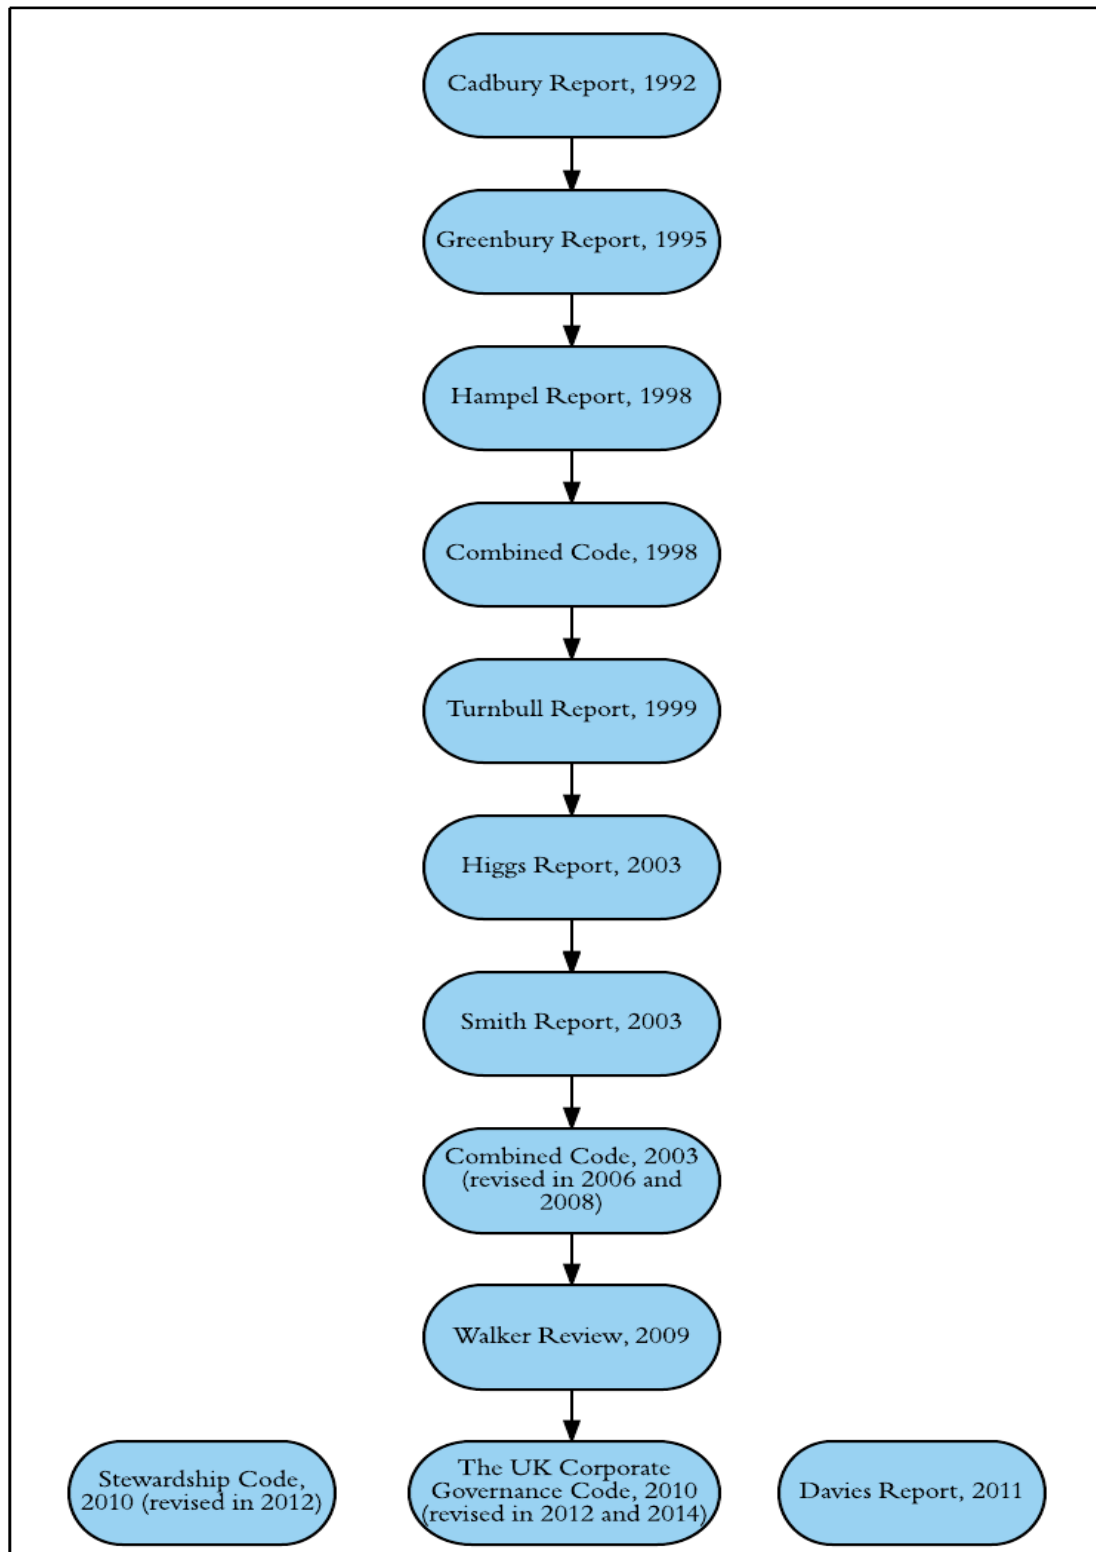 Cadbury Report, 1992
Greenbury Report, 1995
Hampel Report, 1998
Combined Code, 1998
Turnbull Report, 1999
Higgs Report, 2003
Smith Report, 2003
Combined Code, 2003
(revised in 2006 and
2008)
Walker Review, 2009
Stewardship Code,
2010 (revised in 2012)
The UK Corporate
Governance Code, 2010
(revised in 2012 and 2014)
Davies Report, 2011